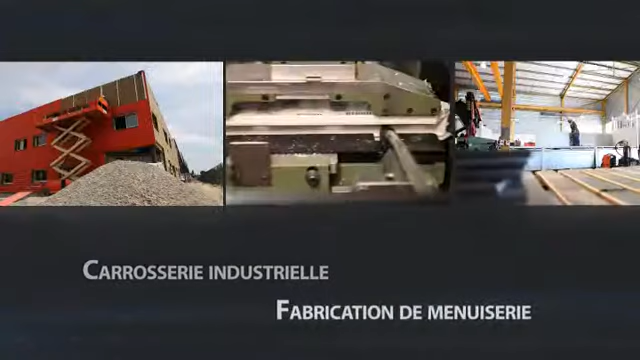 Carrosserie industrielle
Fabrication de menuiserie